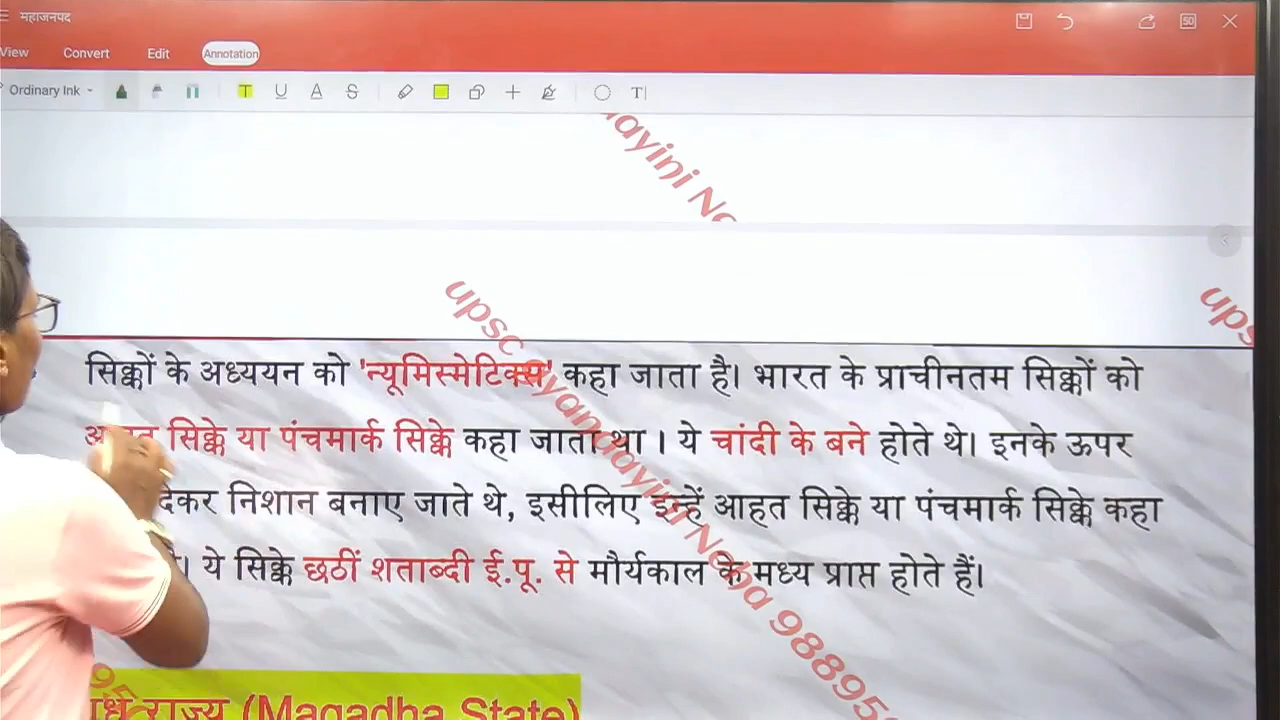 महाजनपद
View Convert Edit Annotation
Ordinary Ink T U A S T
सिक्कों के अध्ययन को 'न्यूमिस्मेटिक्स' कहा जाता है। भारत के प्राचीनतम सिक्कों को
सिक्के या पंचमार्क सिक्के कहा जाता था । ये चांदी के बने होते थे। इनके ऊपर
देकर निशान बनाए जाते थे, इसीलिए इन्हें आहत सिक्के या पंचमार्क सिक्के कहा
ये सिक्के छठीं शताब्दी ई.पू. से मौर्यकाल के मध्य प्राप्त होते हैं।
राज्य (Magadha State)